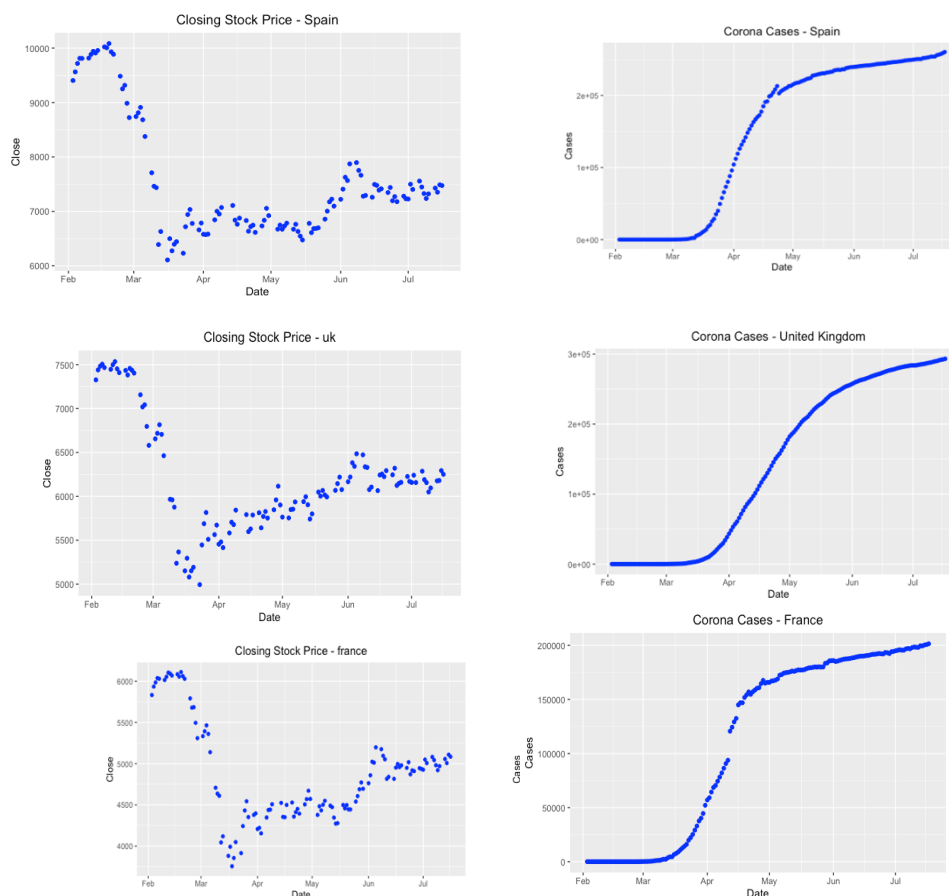 Closing Stock Price - Spain
10000
9000
8000
7000
6000
Close
Feb Mar Apr May Jun Jul
Date
Corona Cases - Spain
2e+05
1e+05
0e+00
Cases
Feb Mar Apr May Jun Jul
Date
Closing Stock Price - uk
7500
7000
6500
6000
5500
5000
Close
Feb Mar Apr May Jun Jul
Date
Corona Cases - United Kingdom
3e+05
2e+05
1e+05
0e+00
Cases
Feb Mar Apr May Jun Jul
Date
Closing Stock Price - france
6000
5500
5000
4500
4000
Close
Feb Mar Apr May Jun Jul
Date
Corona Cases - France
200000
150000
100000
50000
0
Cases
Cases
Feb Mar Apr May Jun Jul
Date